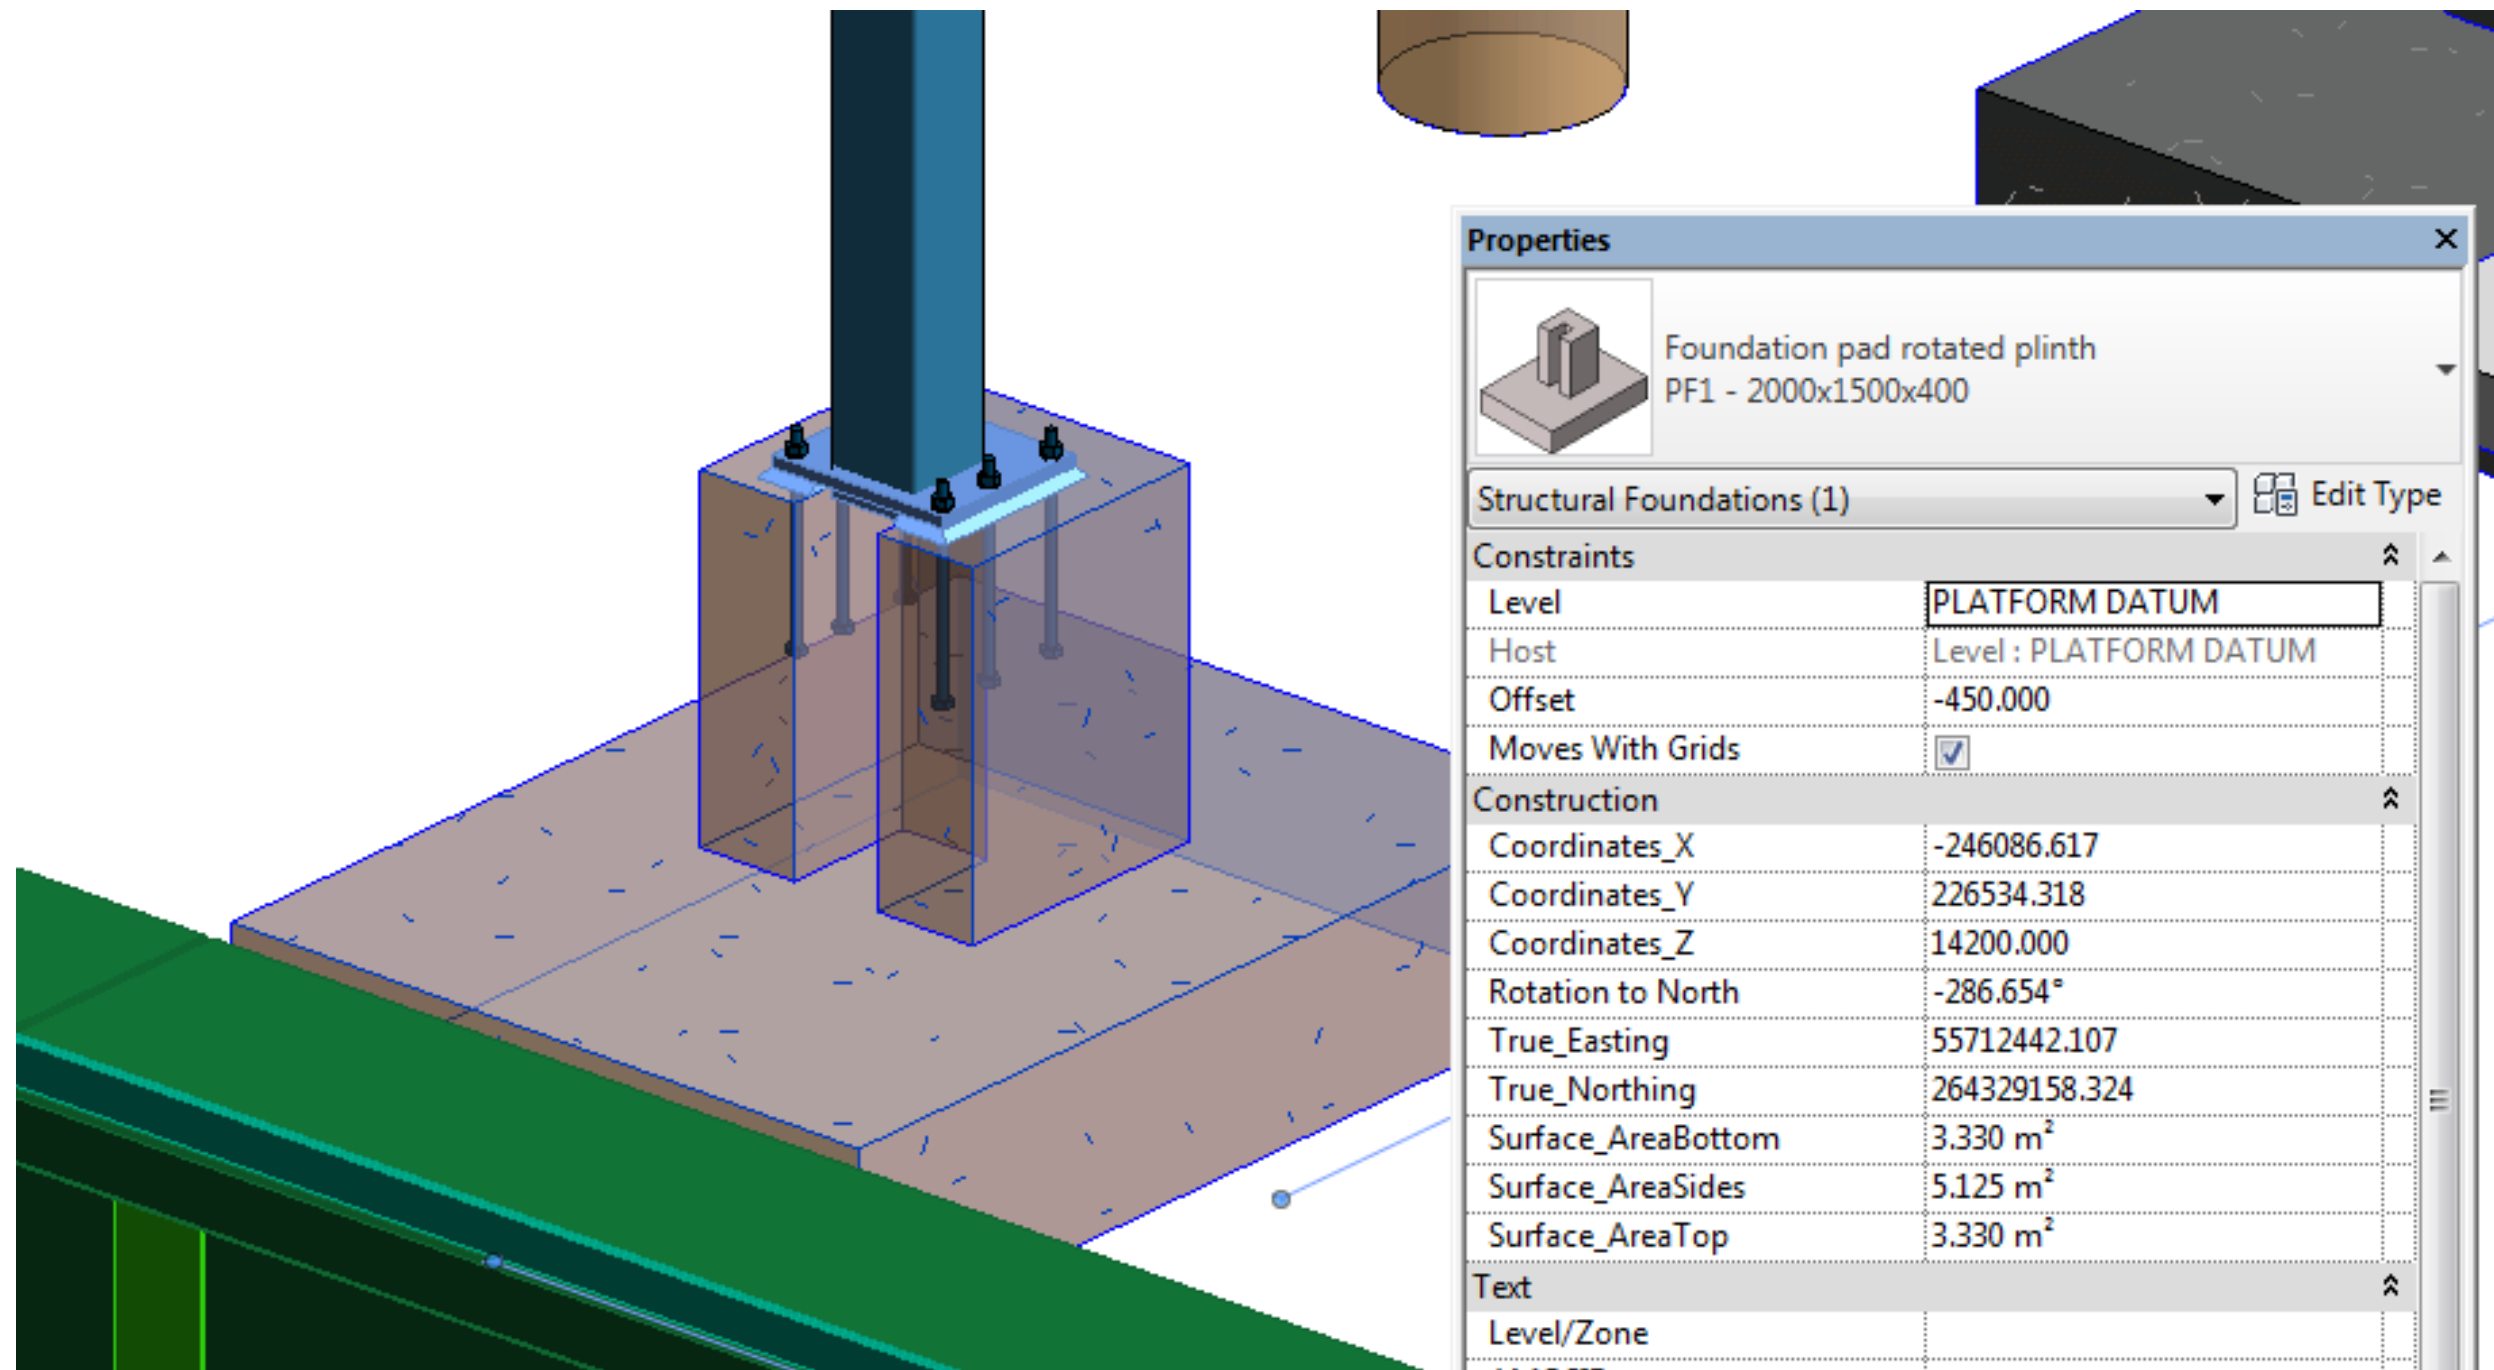 Properties
Foundation pad rotated plinth
PF1 - 2000x1500x400
Structural Foundations (1)
Edit Type
Constraints
Level PLATFORM DATUM
Host Level : PLATFORM DATUM
Offset -450.000
Moves With Grids
Construction
Coordinates_X -246086.617
Coordinates_Y 226534.318
Coordinates_Z 14200.000
Rotation to North -286.654°
True_Easting 55712442.107
True_Northing 264329158.324
Surface_AreaBottom 3.330 m²
Surface_AreaSides 5.125 m²
Surface_AreaTop 3.330 m²
Text
Level/Zone